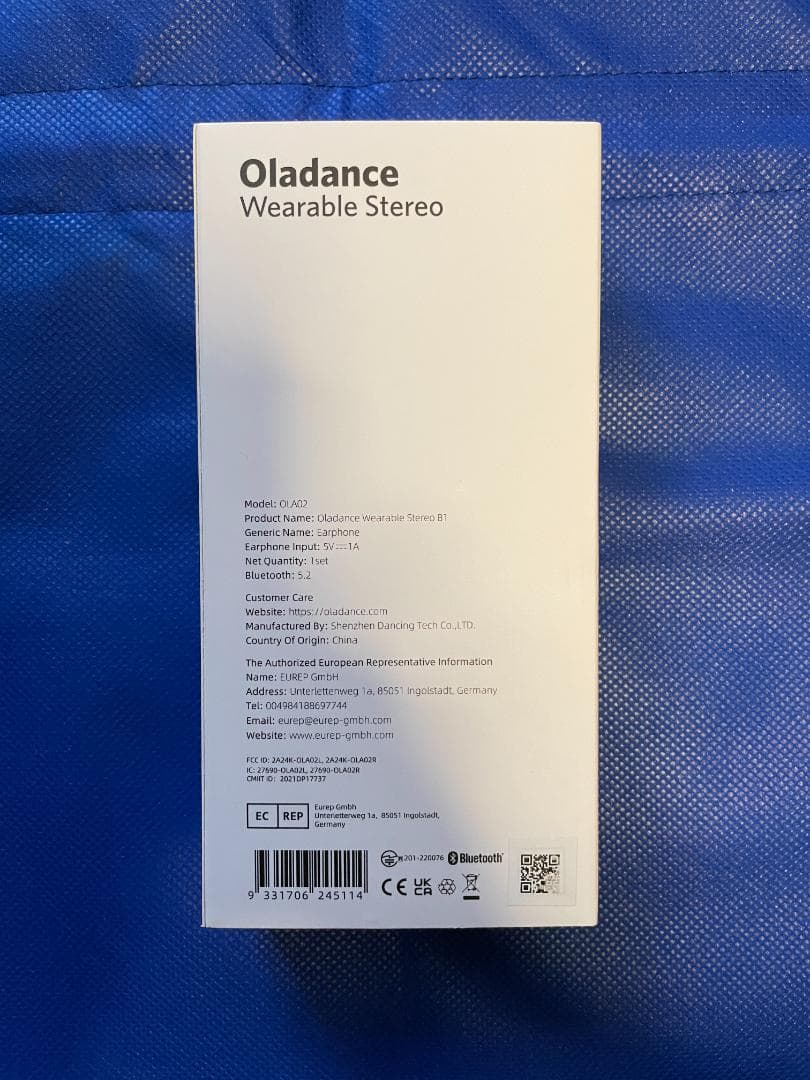 Oladance
Wearable Stereo
Model: OLA02
Product Name: Oladance Wearable Stereo B1
Generic Name: Earphone
Earphone Input: 5V⎓1A
Net Quantity: 1set
Bluetooth: 5.2
Customer Care
Website: https://oladance.com
Manufactured By: Shenzhen Dancing Tech Co.,LTD.
Country Of Origin: China
The Authorized European Representative Information
Name: EUREP GmbH
Address: Unterlettenweg 1a, 85051 Ingolstadt, Germany
Tel: 004984188697744
Email: eurep@eurep-gmbh.com
Website: www.eurep-gmbh.com
FCC ID: 2A24K-OLA02L, 2A24K-OLA02R
IC: 27690-OLA02L, 27690-OLA02R
CMIIT ID: 2021DP17737
EC REP
Eurep Gmbh
Unterletterweg 1a, 85051 Ingolstadt,
Germany
201-220076 Bluetooth
CE UK CA
9 331706 245114